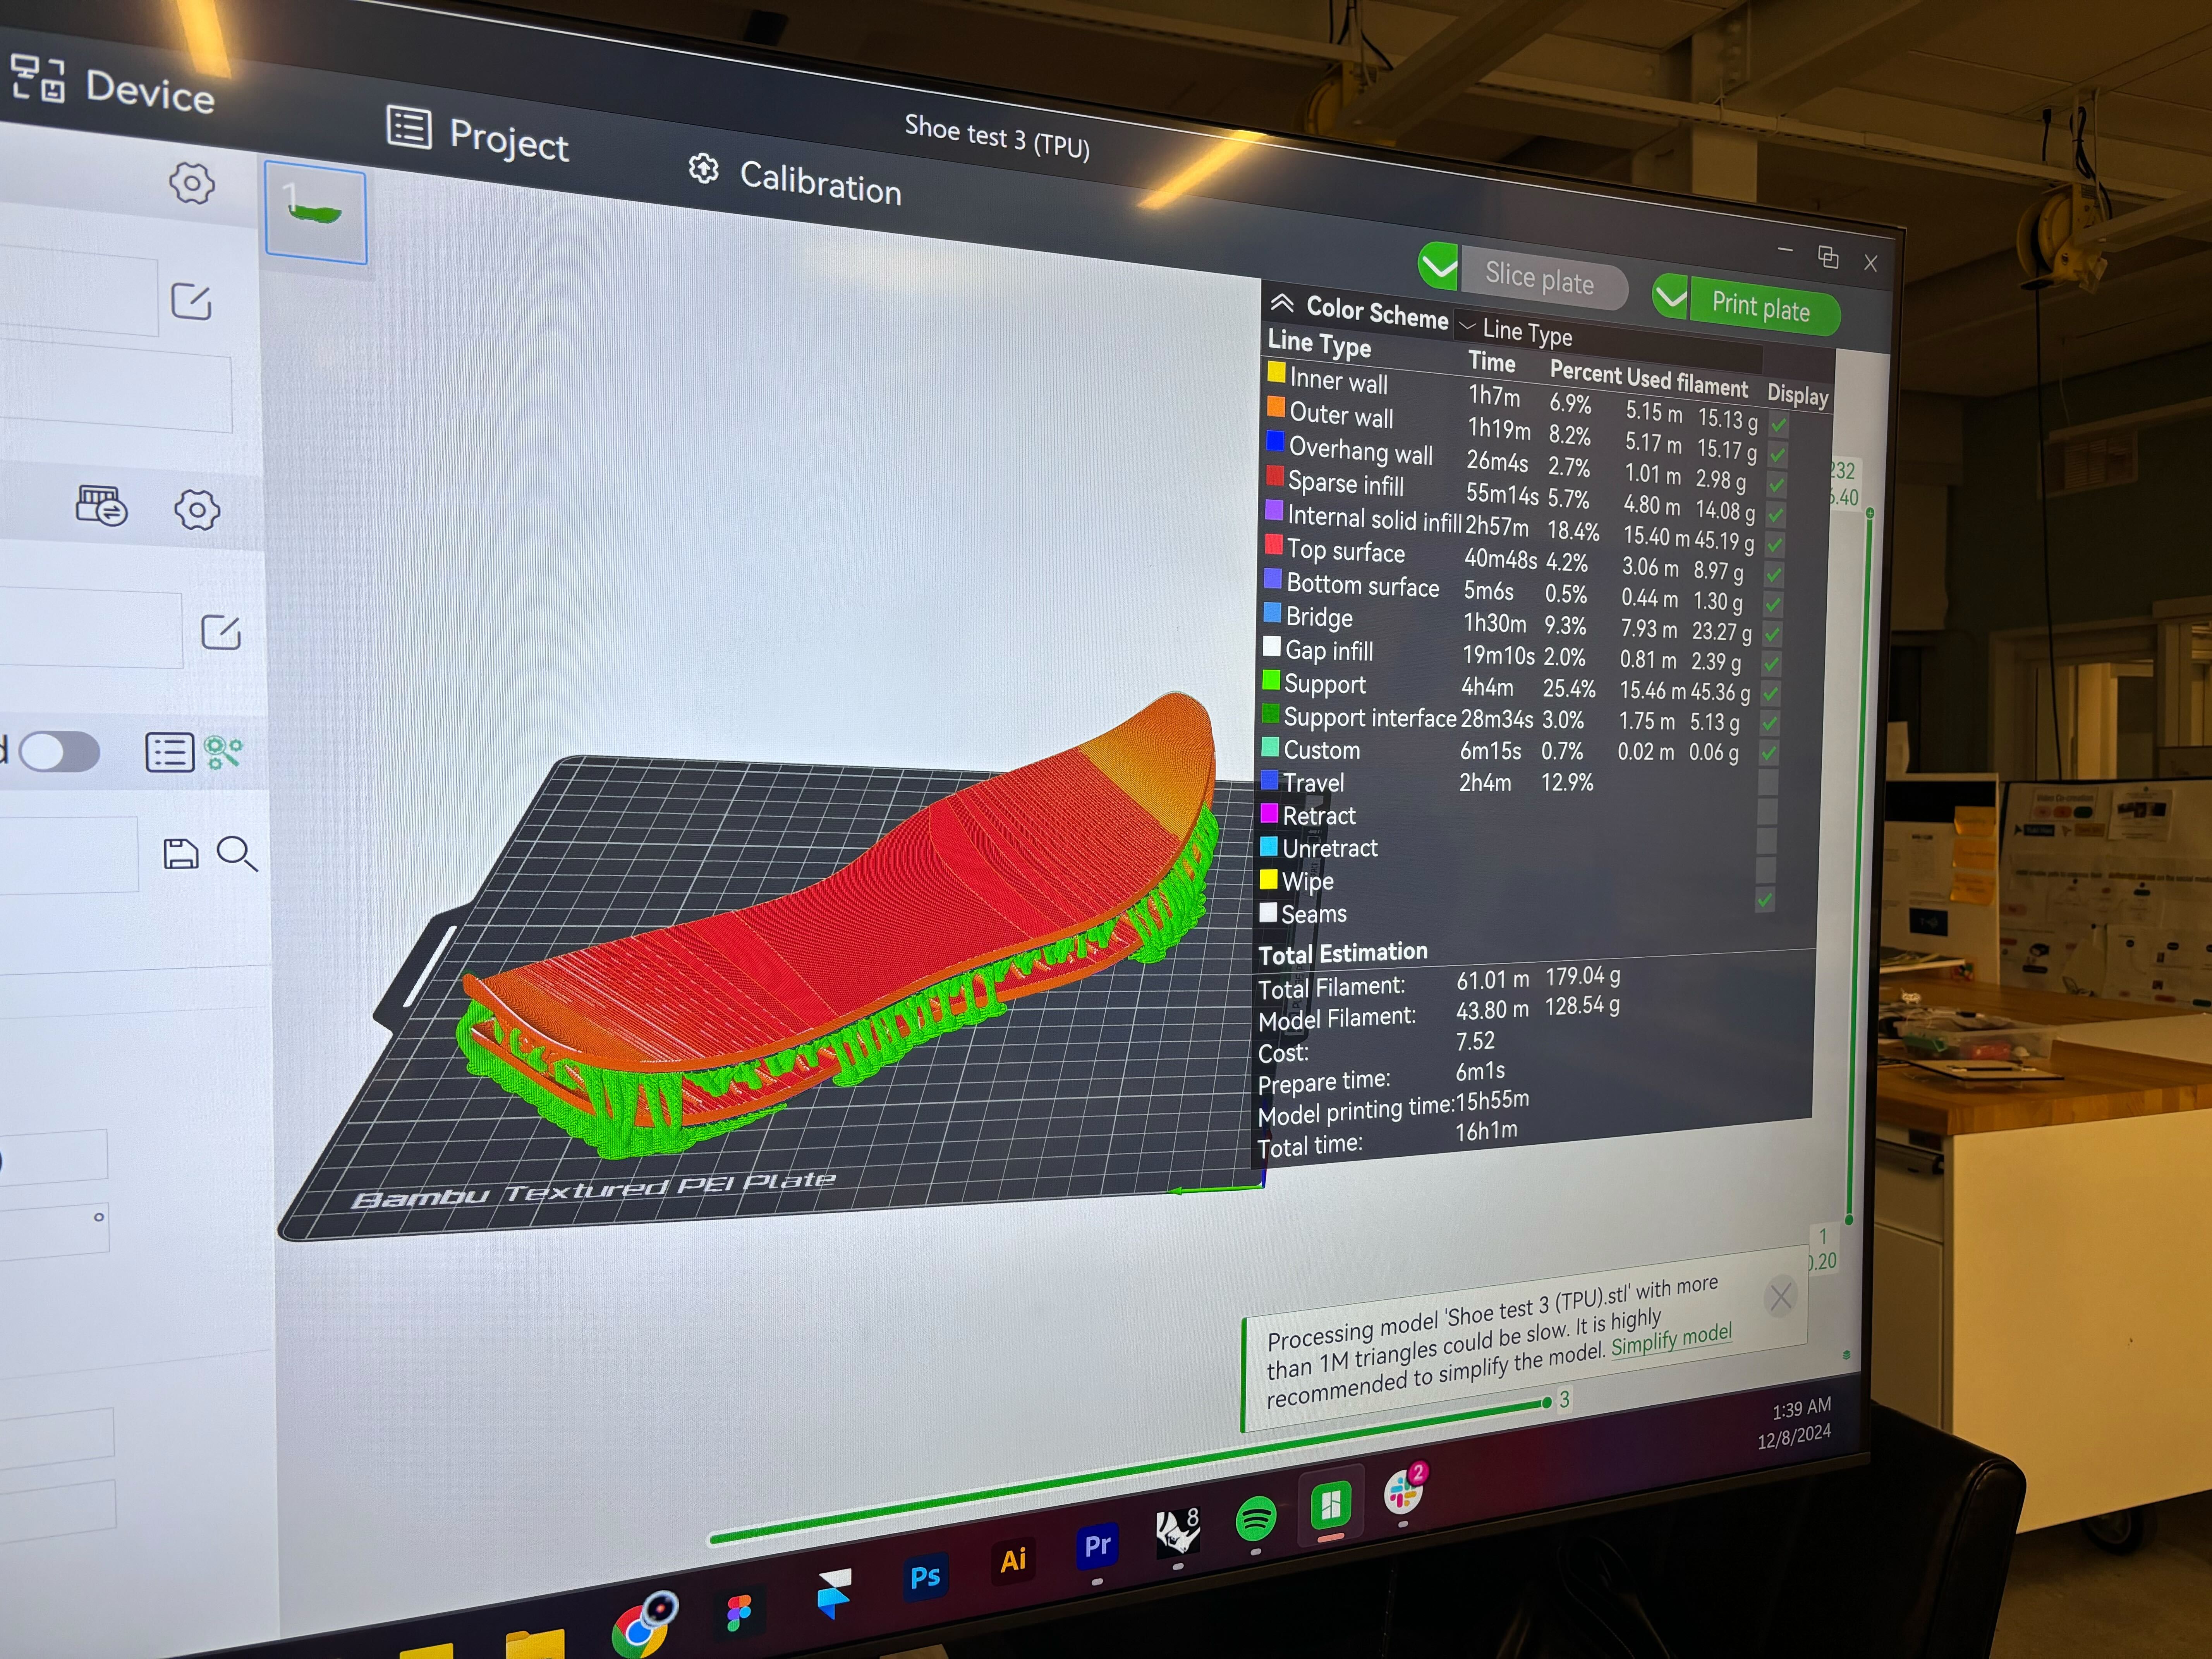 Device
Project
Calibration
Shoe test 3 (TPU)
1
Slice plate
Print plate
Color Scheme Line Type
Line Type Time Percent Used filament Display
Inner wall 1h7m 6.9% 5.15 m 15.13 g
Outer wall 1h19m 8.2% 5.17 m 15.17 g
Overhang wall 26m4s 2.7% 1.01 m 2.98 g
Sparse infill 55m14s 5.7% 4.80 m 14.08 g
Internal solid infill 2h57m 18.4% 15.40 m 45.19 g
Top surface 40m48s 4.2% 3.06 m 8.97 g
Bottom surface 5m6s 0.5% 0.44 m 1.30 g
Bridge 1h30m 9.3% 7.93 m 23.27 g
Gap infill 19m10s 2.0% 0.81 m 2.39 g
Support 4h4m 25.4% 15.46 m 45.36 g
Support interface 28m34s 3.0% 1.75 m 5.13 g
Custom 6m15s 0.7% 0.02 m 0.06 g
Travel 2h4m 12.9%
Retract
Unretract
Wipe
Seams
Total Estimation
Total Filament: 61.01 m 179.04 g
Model Filament: 43.80 m 128.54 g
Cost: 7.52
Prepare time: 6m1s
Model printing time: 15h55m
Total time: 16h1m
232
.40
Bambu Textured PEI Plate
1
0.20
Processing model 'Shoe test 3 (TPU).stl' with more
than 1M triangles could be slow. It is highly
recommended to simplify the model. Simplify model
3
1:39 AM
12/8/2024
Ps
Ai
Pr
8
2